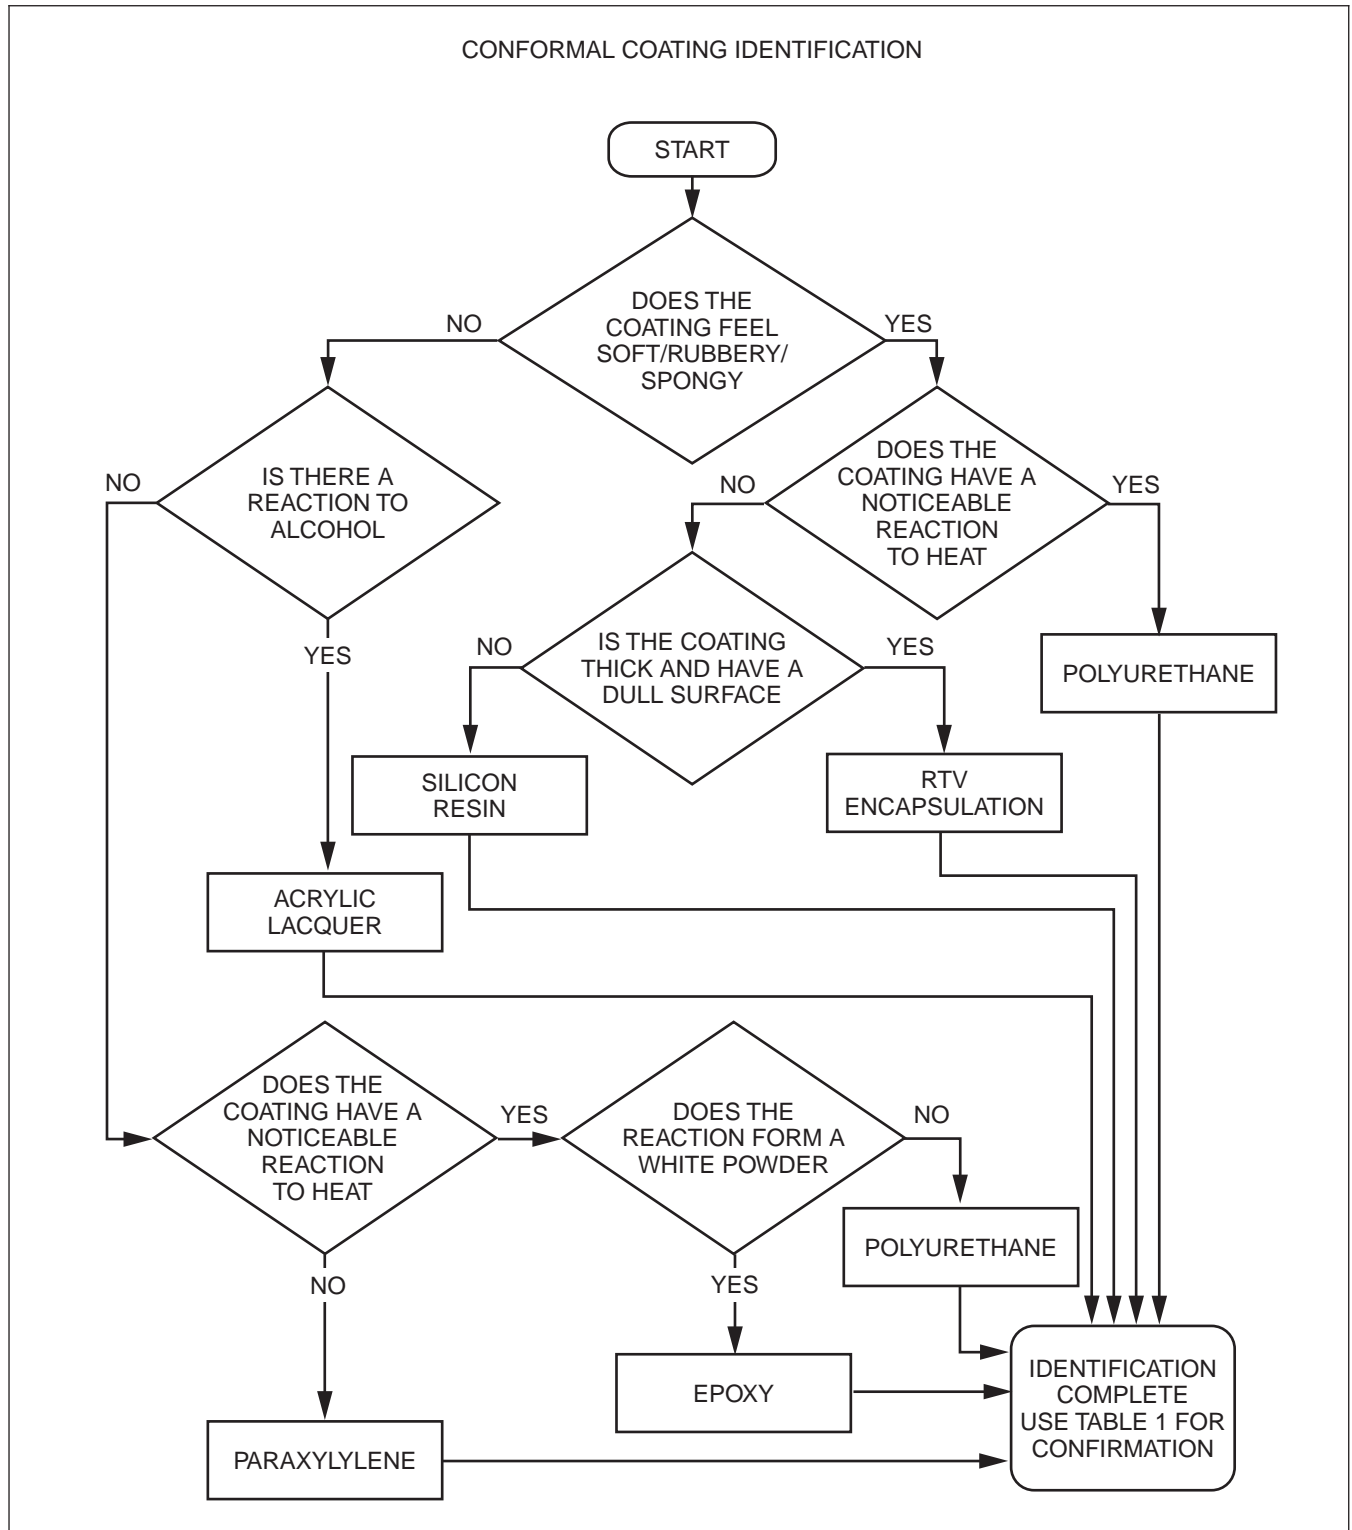 CONFORMAL COATING IDENTIFICATION
START
DOES THE
COATING FEEL
SOFT/RUBBERY/
SPONGY
NO
YES
IS THERE A
REACTION TO
ALCOHOL
NO
YES
DOES THE
COATING HAVE A
NOTICEABLE
REACTION
TO HEAT
NO
YES
IS THE COATING
THICK AND HAVE A
DULL SURFACE
NO
YES
POLYURETHANE
SILICON
RESIN
RTV
ENCAPSULATION
ACRYLIC
LACQUER
DOES THE
COATING HAVE A
NOTICEABLE
REACTION
TO HEAT
YES
NO
DOES THE
REACTION FORM A
WHITE POWDER
NO
YES
POLYURETHANE
EPOXY
PARAXYLYLENE
IDENTIFICATION
COMPLETE
USE TABLE 1 FOR
CONFIRMATION